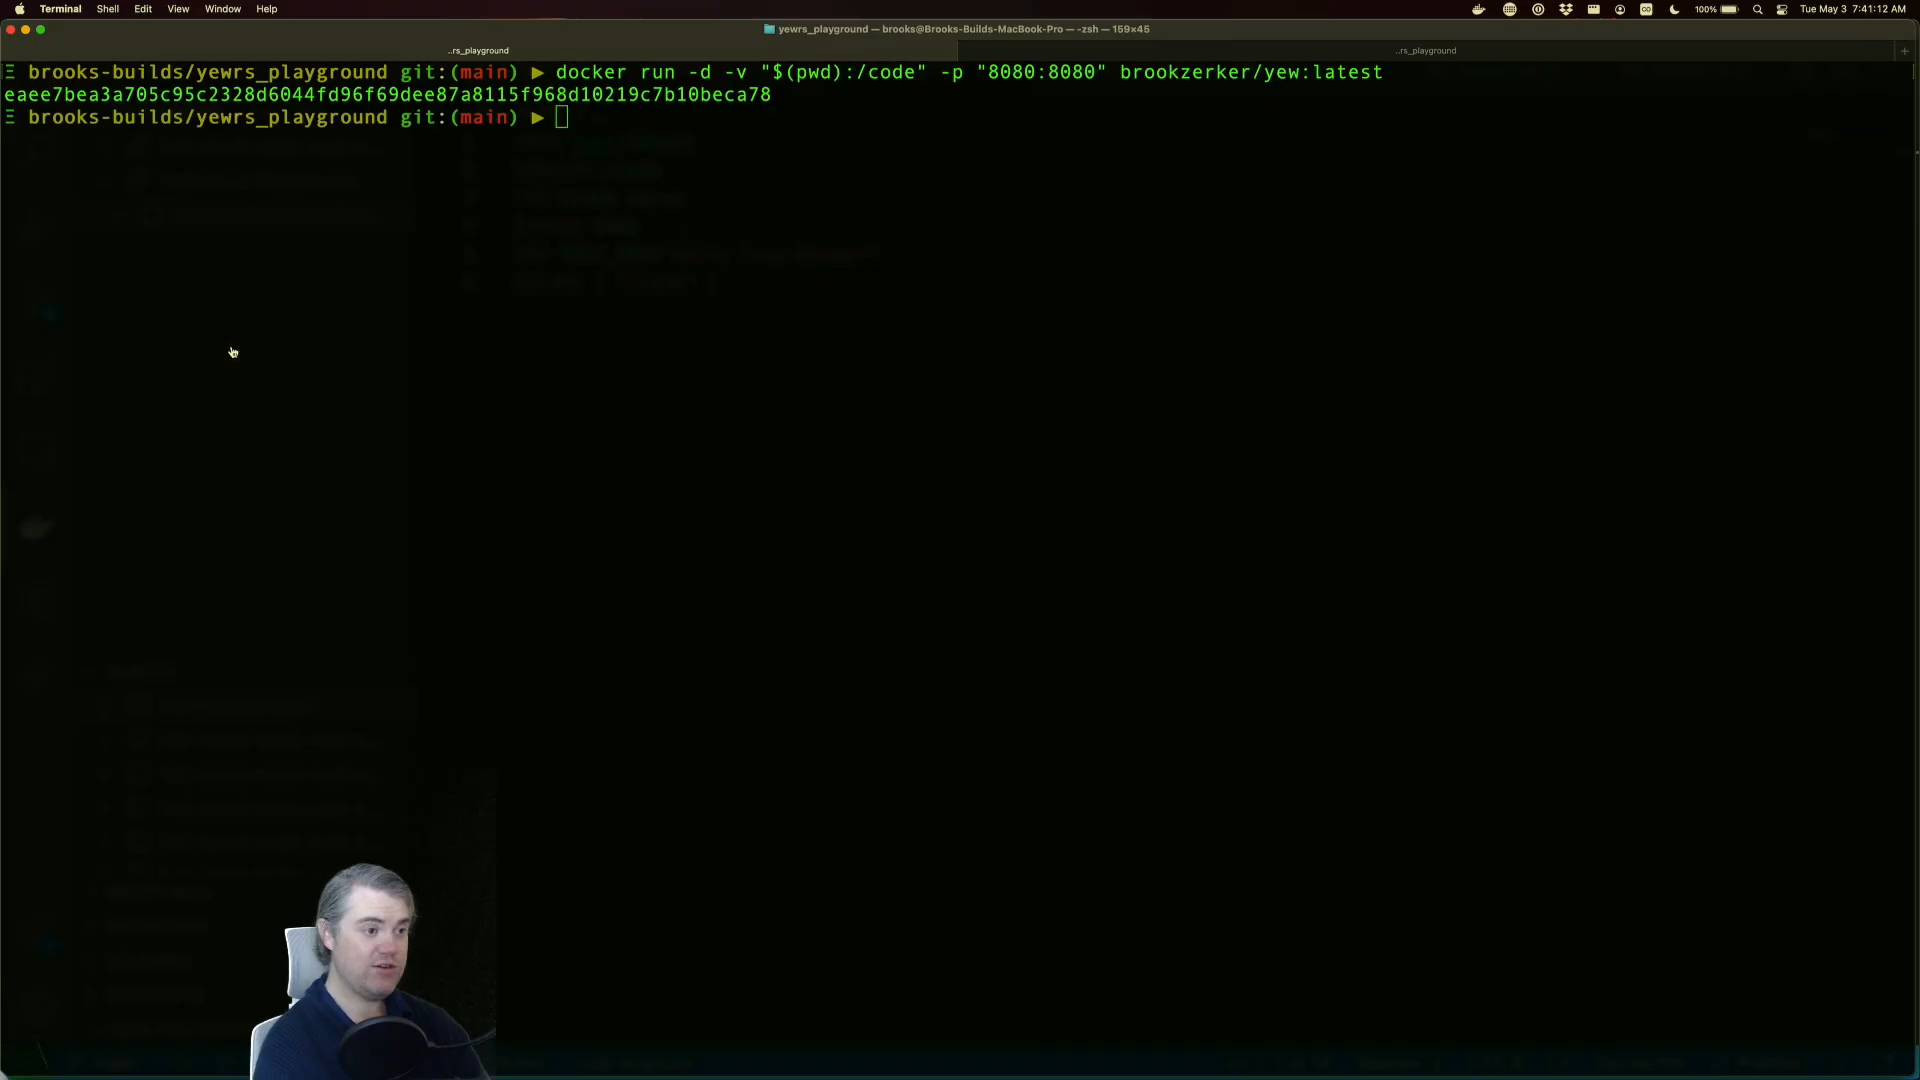 Terminal Shell Edit View Window Help 100% Tue May 3 7:41:12 AM
yewrs_playground — brooks@Brooks-Builds-MacBook-Pro — -zsh — 159×45
..rs_playground ..rs_playground +
Ξ brooks-builds/yewrs_playground git:(main) ► docker run -d -v "$(pwd):/code" -p "8080:8080" brookzerker/yew:latest
eaee7bea3a705c95c2328d6044fd96f69dee87a8115f968d10219c7b10beca78
Ξ brooks-builds/yewrs_playground git:(main) ►